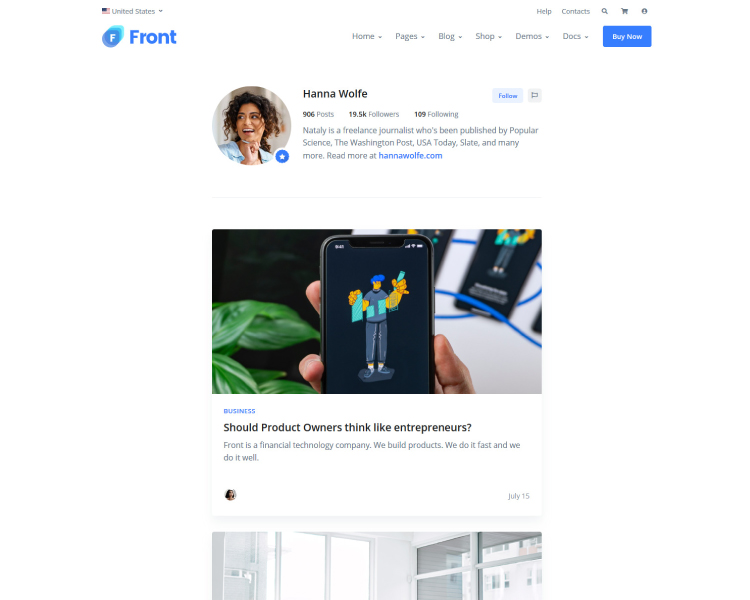 United States
Help Contacts
Front
Home Pages Blog Shop Demos Docs Buy Now
Hanna Wolfe
Follow
906 Posts 19.5k Followers 109 Following
Nataly is a freelance journalist who's been published by Popular
Science, The Washington Post, USA Today, Slate, and many
more. Read more at hannawolfe.com
9:41
BUSINESS
Should Product Owners think like entrepreneurs?
Front is a financial technology company. We build products. We do it fast and we
do it well.
July 15